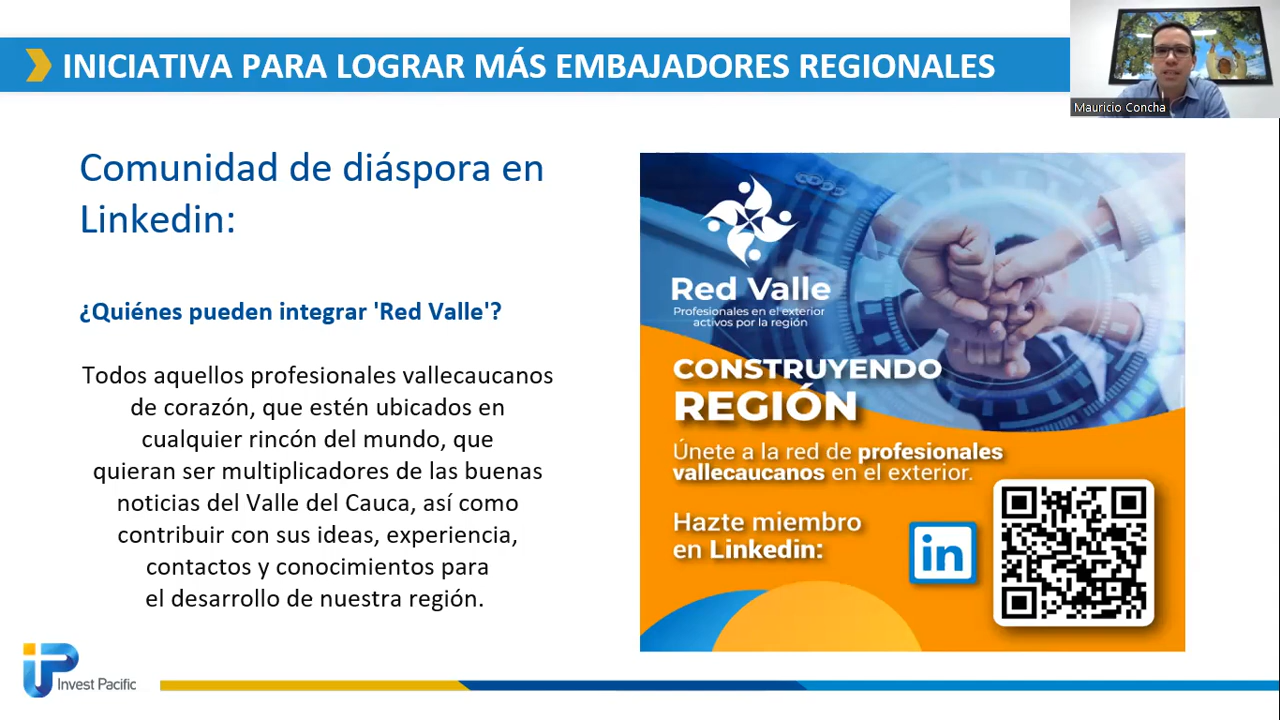 INICIATIVA PARA LOGRAR MÁS EMBAJADORES REGIONALES
Mauricio Concha
Comunidad de diáspora en
Linkedin:
¿Quiénes pueden integrar 'Red Valle'?
Todos aquellos profesionales vallecaucanos
de corazón, que estén ubicados en
cualquier rincón del mundo, que
quieran ser multiplicadores de las buenas
noticias del Valle del Cauca, así como
contribuir con sus ideas, experiencia,
contactos y conocimientos para
el desarrollo de nuestra región.
Red Valle
Profesionales en el exterior
activos por la región
CONSTRUYENDO
REGIÓN
Únete a la red de profesionales
vallecaucanos en el exterior.
Hazte miembro
en Linkedin:
in
iP
Invest Pacific